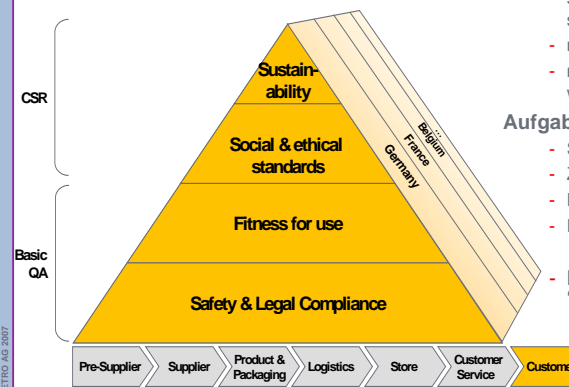 CSR
Basic
QA
Sustain-
ability
Social & ethical
standards
Fitness for use
Safety & Legal Compliance
Germany
France
Belgium
...
Pre-Supplier
Supplier
Product &
Packaging
Logistics
Store
Customer
Service
Custome
Aufgab
TRO AG 2007